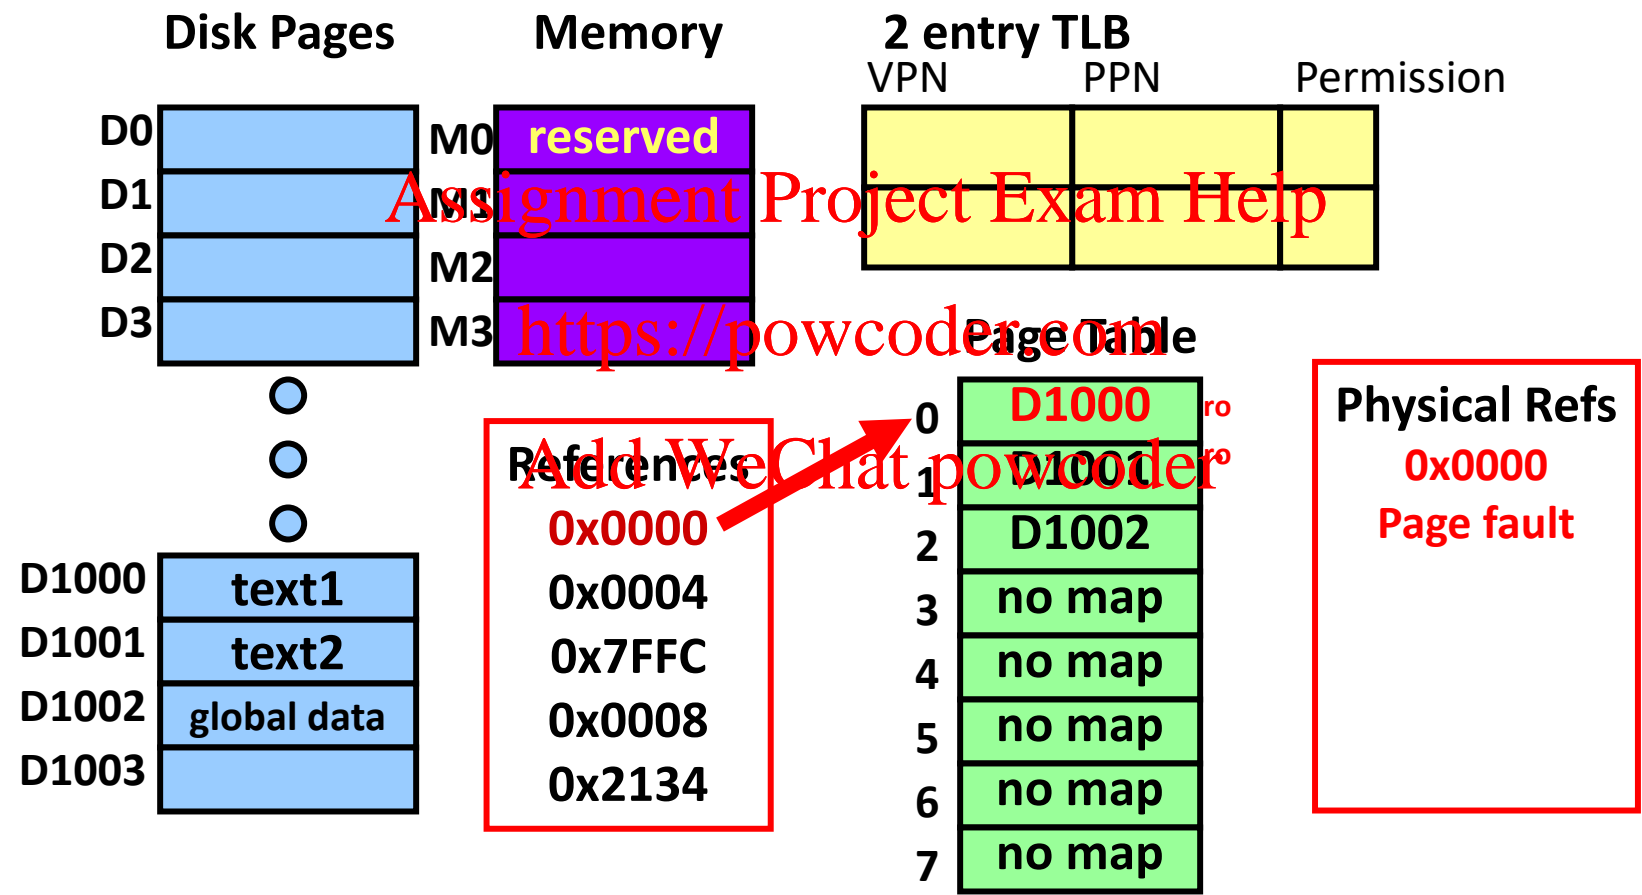 Disk Pages
Memory
2 entry TLB
VPN PPN Permission
D0
D1
D2
D3
M0 reserved
M1
M2
M3
Assignment Project Exam Help
https://powcoder.com
Add WeChat powcoder
D1000 text1
D1001 text2
D1002 global data
D1003
References
0x0000
0x0004
0x7FFC
0x0008
0x2134
Page Table
0 D1000 ro
1 D1001 ro
2 D1002
3 no map
4 no map
5 no map
6 no map
7 no map
Physical Refs
0x0000
Page fault